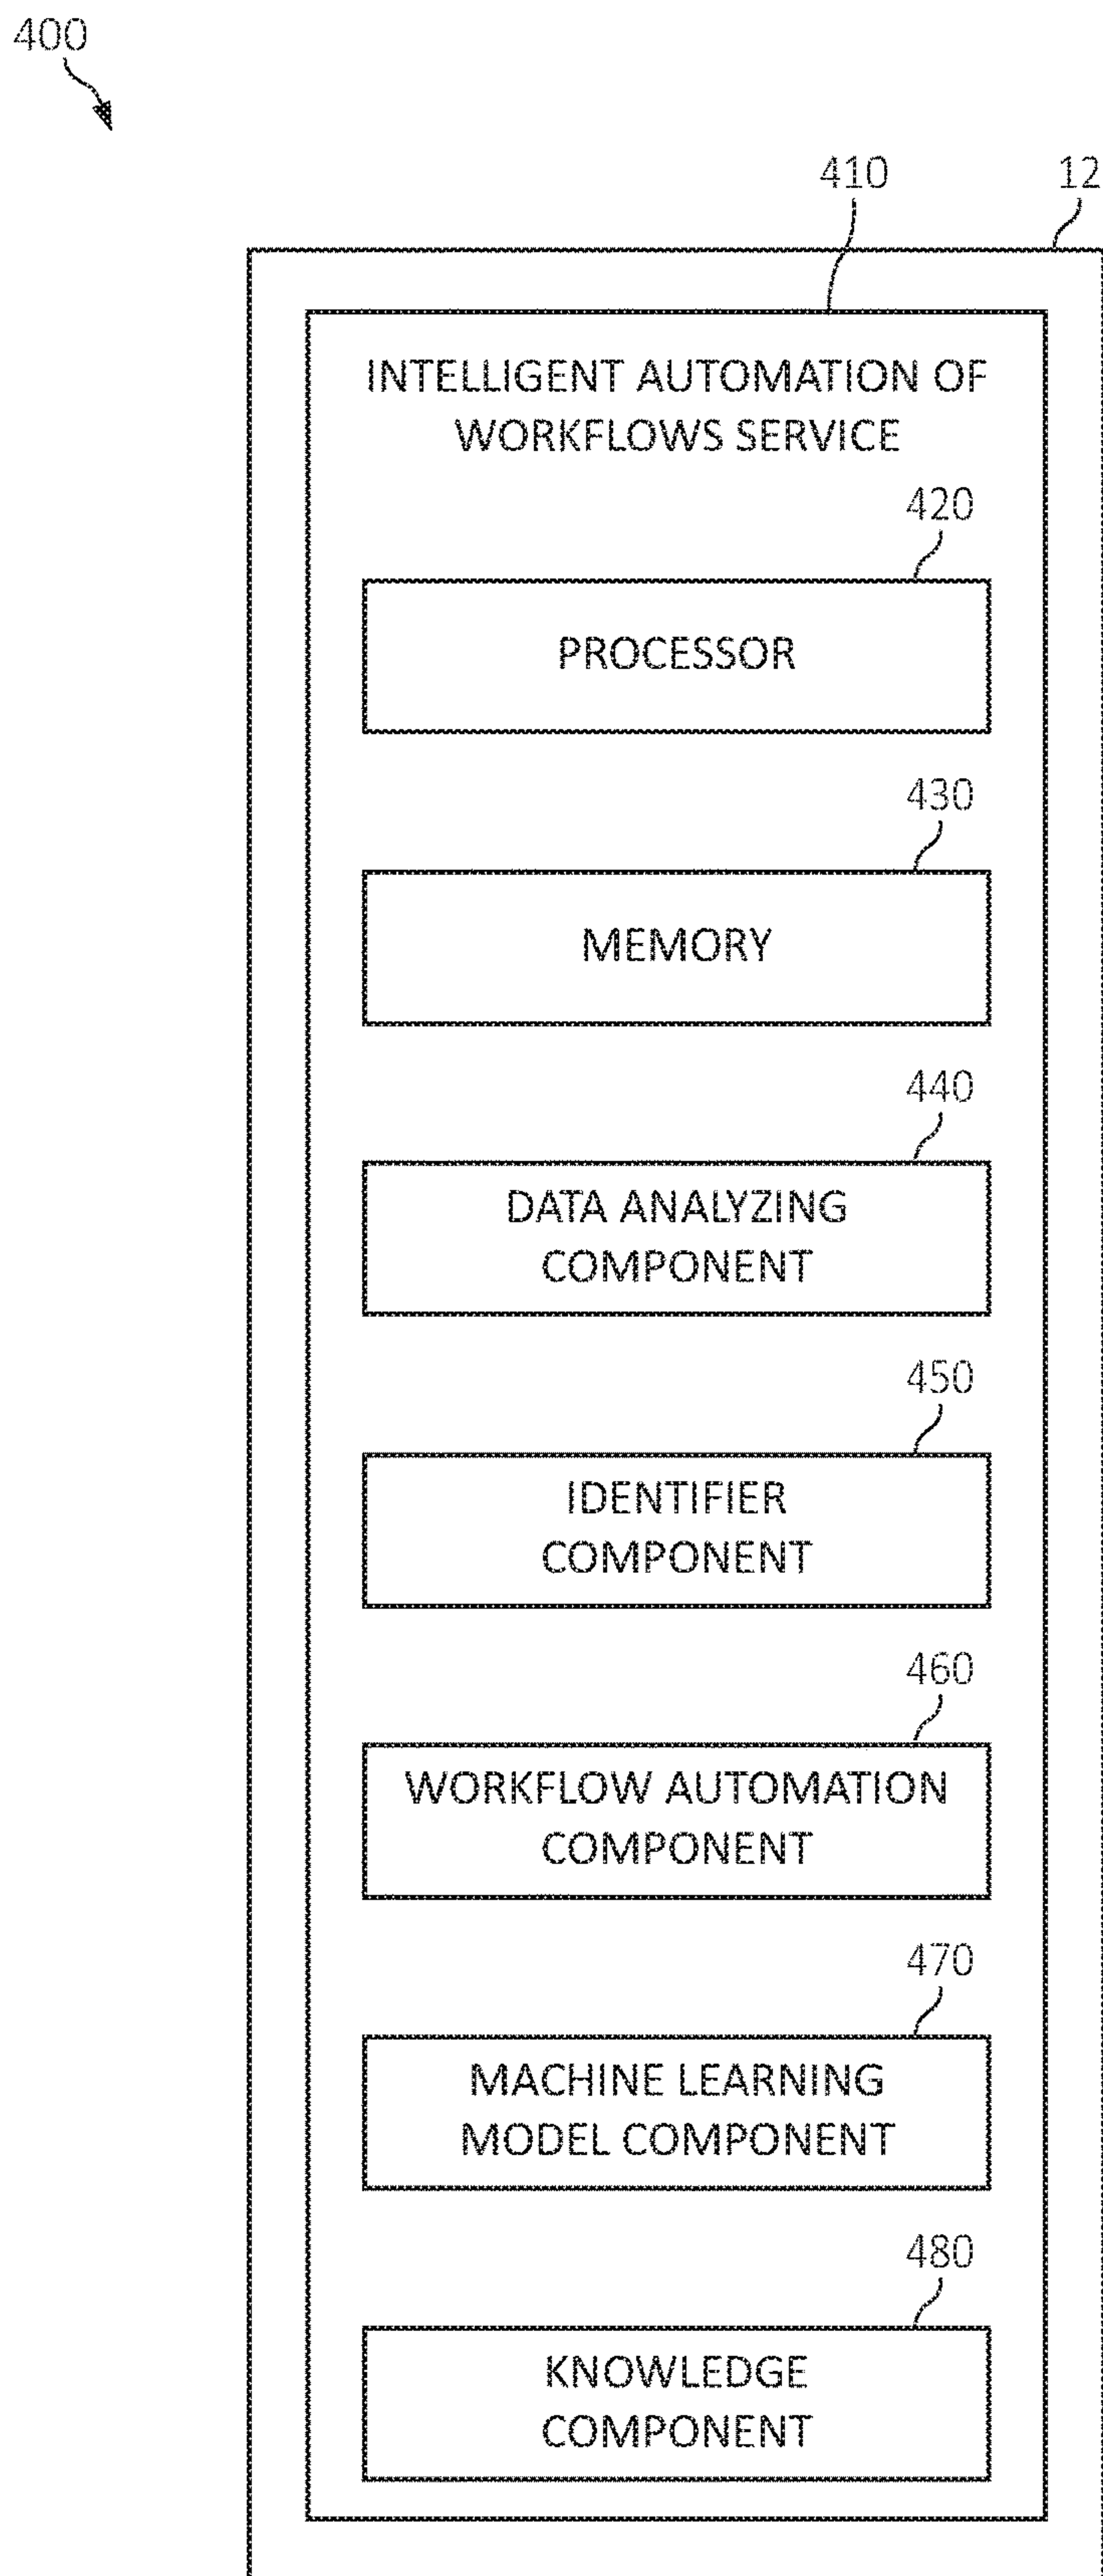 400
410
12
INTELLIGENT AUTOMATION OF
WORKFLOWS SERVICE
420
PROCESSOR
430
MEMORY
440
DATA ANALYZING
COMPONENT
450
IDENTIFIER
COMPONENT
460
WORKFLOW AUTOMATION
COMPONENT
470
MACHINE LEARNING
MODEL COMPONENT
480
KNOWLEDGE
COMPONENT